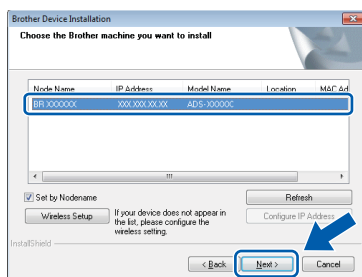 Brother Device Installation
Choose the Brother machine you want to install
Node Name IP Address Model Name Location MAC Ad
BR XXXXXX XXX.XXX.XX.XX ADS-XXXXXC
Set by Nodename
Refresh
Wireless Setup
If your device does not appear in
the list, please configure the
wireless setting.
Configure IP Address
InstallShield
< Back
Next >
Cancel